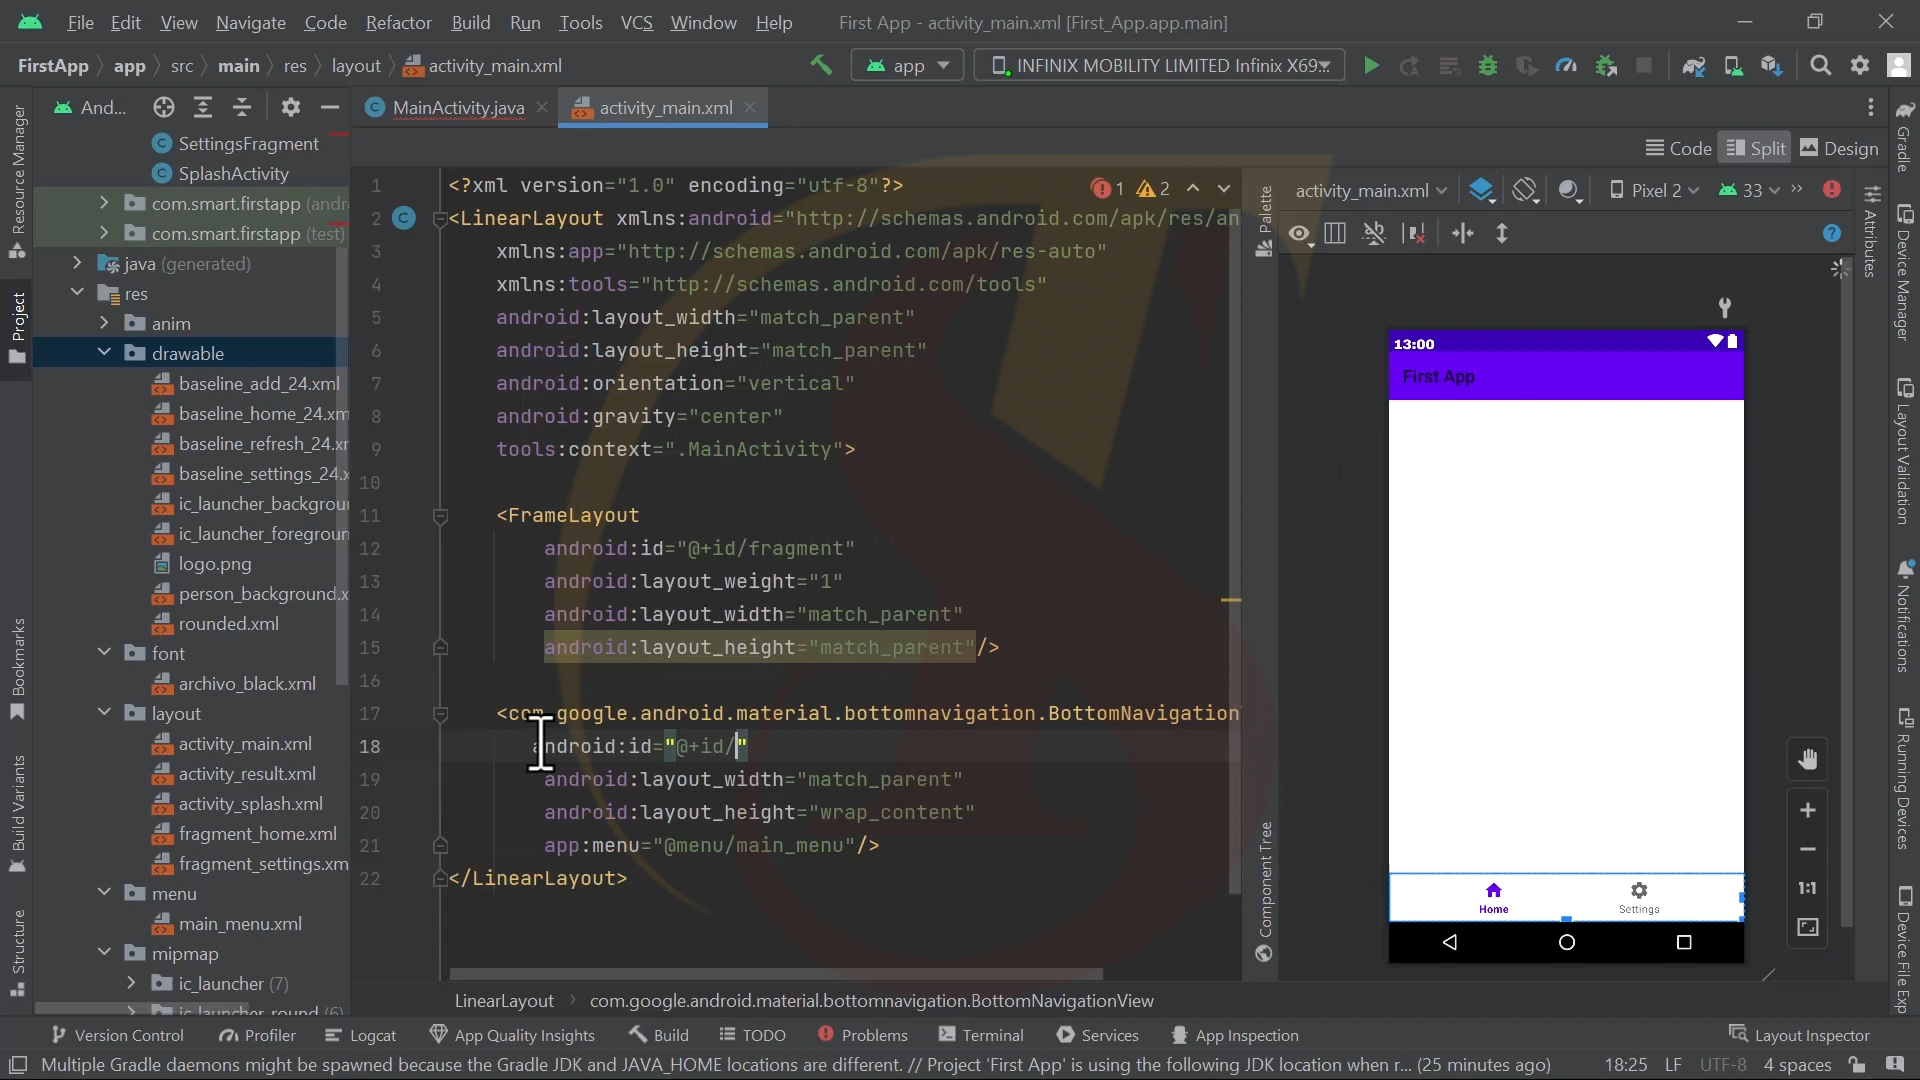 File Edit View Navigate Code Refactor Build Run Tools VCS Window Help First App - activity_main.xml [First_App.app.main]
FirstApp app src main res layout activity_main.xml app INFINIX MOBILITY LIMITED Infinix X69...
And... MainActivity.java activity_main.xml
Code Split Design
SettingsFragment
SplashActivity
com.smart.firstapp (andr
com.smart.firstapp (test)
java (generated)
res
anim
drawable
baseline_add_24.xml
baseline_home_24.xm
baseline_refresh_24.xr
baseline_settings_24.x
ic_launcher_backgrou
ic_launcher_foregroun
logo.png
person_background.x
rounded.xml
font
archivo_black.xml
layout
activity_main.xml
activity_result.xml
activity_splash.xml
fragment_home.xml
fragment_settings.xm
menu
main_menu.xml
mipmap
ic_launcher (7)
ic_launcher_round (6)
Resource Manager
Project
Bookmarks
Build Variants
Structure
1 <?xml version="1.0" encoding="utf-8"?>
2 <LinearLayout xmlns:android="http://schemas.android.com/apk/res/an
3 xmlns:app="http://schemas.android.com/apk/res-auto"
4 xmlns:tools="http://schemas.android.com/tools"
5 android:layout_width="match_parent"
6 android:layout_height="match_parent"
7 android:orientation="vertical"
8 android:gravity="center"
9 tools:context=".MainActivity">
10
11 <FrameLayout
12 android:id="@+id/fragment"
13 android:layout_weight="1"
14 android:layout_width="match_parent"
15 android:layout_height="match_parent"/>
16
17 <com.google.android.material.bottomnavigation.BottomNavigation
18 android:id="@+id/"
19 android:layout_width="match_parent"
20 android:layout_height="wrap_content"
21 app:menu="@menu/main_menu"/>
22 </LinearLayout>
1 2
Palette
Component Tree
activity_main.xml Pixel 2 33
13:00
First App
Home Settings
1:1
Attributes
Gradle
Device Manager
Layout Validation
Notifications
Running Devices
Device File Exp
LinearLayout com.google.android.material.bottomnavigation.BottomNavigationView
Version Control Profiler Logcat App Quality Insights Build TODO Problems Terminal Services App Inspection Layout Inspector
Multiple Gradle daemons might be spawned because the Gradle JDK and JAVA_HOME locations are different. // Project 'First App' is using the following JDK location when r... (25 minutes ago) 18:25 LF UTF-8 4 spaces